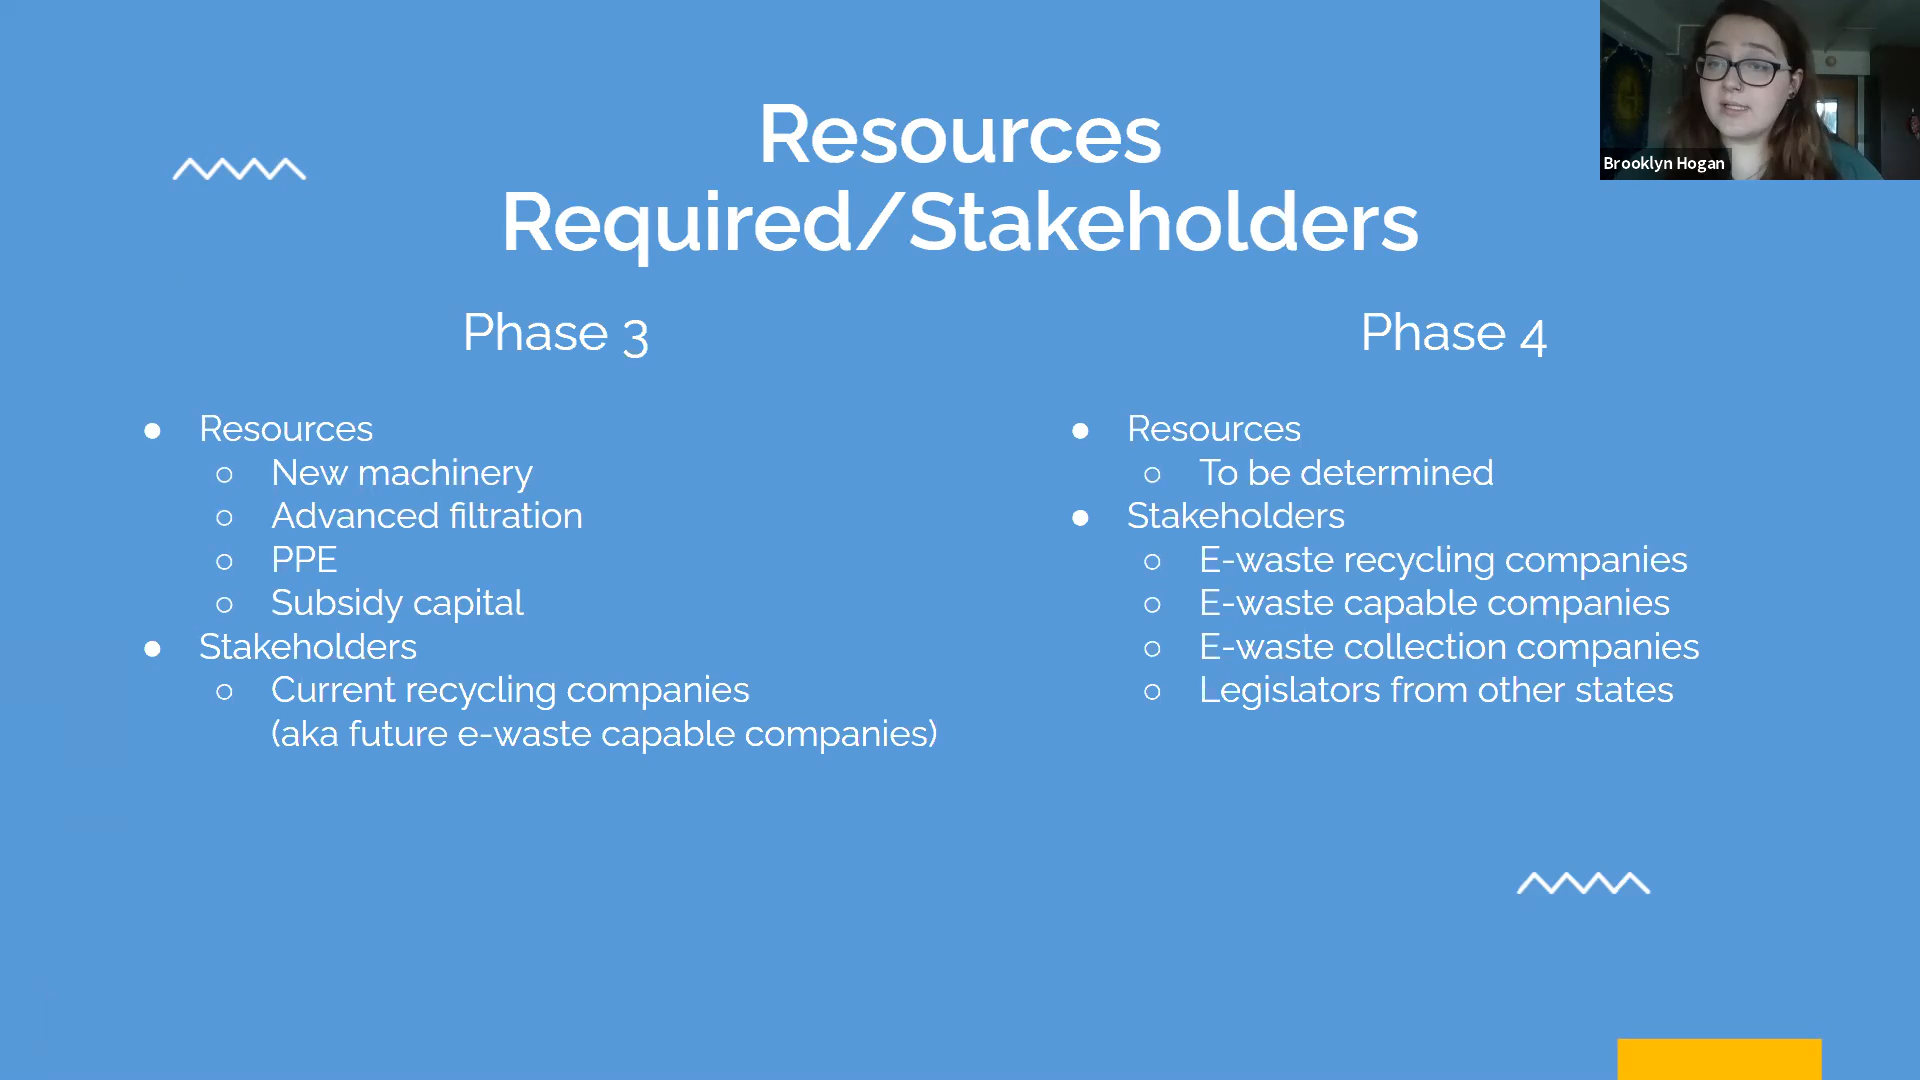 Resources
Required/Stakeholders
Brooklyn Hogan
Phase 3
● Resources
○ New machinery
○ Advanced filtration
○ PPE
○ Subsidy capital
● Stakeholders
○ Current recycling companies
(aka future e-waste capable companies)
Phase 4
● Resources
○ To be determined
● Stakeholders
○ E-waste recycling companies
○ E-waste capable companies
○ E-waste collection companies
○ Legislators from other states